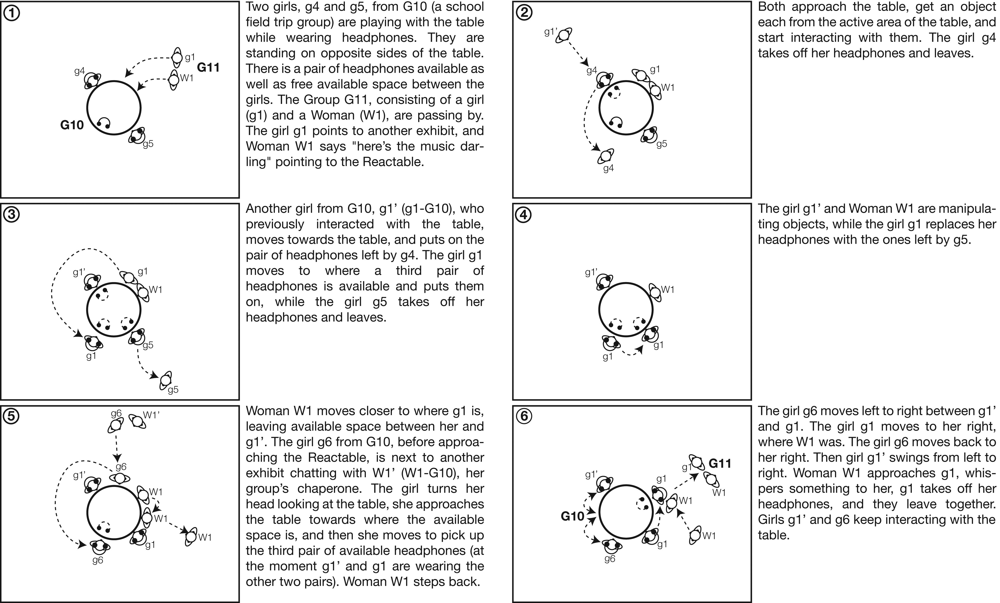 ①
g1
G11
W1
g4
G10
g5
Two girls, g4 and g5, from G10 (a school
field trip group) are playing with the table
while wearing headphones. They are
standing on opposite sides of the table.
There is a pair of headphones available as
well as free available space between the
girls. The Group G11, consisting of a girl
(g1) and a Woman (W1), are passing by.
The girl g1 points to another exhibit, and
Woman W1 says "here’s the music dar-
ling" pointing to the Reactable.
②
g1’
g4
g1
W1
g5
g4
Both approach the table, get an object
each from the active area of the table, and
start interacting with them. The girl g4
takes off her headphones and leaves.
③
g1’
g1
W1
g5
g1
g5
Another girl from G10, g1’ (g1-G10), who
previously interacted with the table,
moves towards the table, and puts on the
pair of headphones left by g4. The girl g1
moves to where a third pair of
headphones is available and puts them
on, while the girl g5 takes off her
headphones and leaves.
④
g1’
W1
g1
g1
The girl g1’ and Woman W1 are manipula-
ting objects, while the girl g1 replaces her
headphones with the ones left by g5.
⑤
g6
W1’
g6
g1’
W1
W1
W1
g1
g6
Woman W1 moves closer to where g1 is,
leaving available space between her and
g1’. The girl g6 from G10, before approa-
ching the Reactable, is next to another
exhibit chatting with W1’ (W1-G10), her
group’s chaperone. The girl turns her
head looking at the table, she approaches
the table towards where the available
space is, and then she moves to pick up
the third pair of available headphones (at
the moment g1’ and g1 are wearing the
other two pairs). Woman W1 steps back.
⑥
g1
G11
W1
g1’
g1
W1
G10
W1
g1
g6
The girl g6 moves left to right between g1’
and g1. The girl g1 moves to her right,
where W1 was. The girl g6 moves back to
her right. Then girl g1’ swings from left to
right. Woman W1 approaches g1, whis-
pers something to her, g1 takes off her
headphones, and they leave together.
Girls g1’ and g6 keep interacting with the
table.